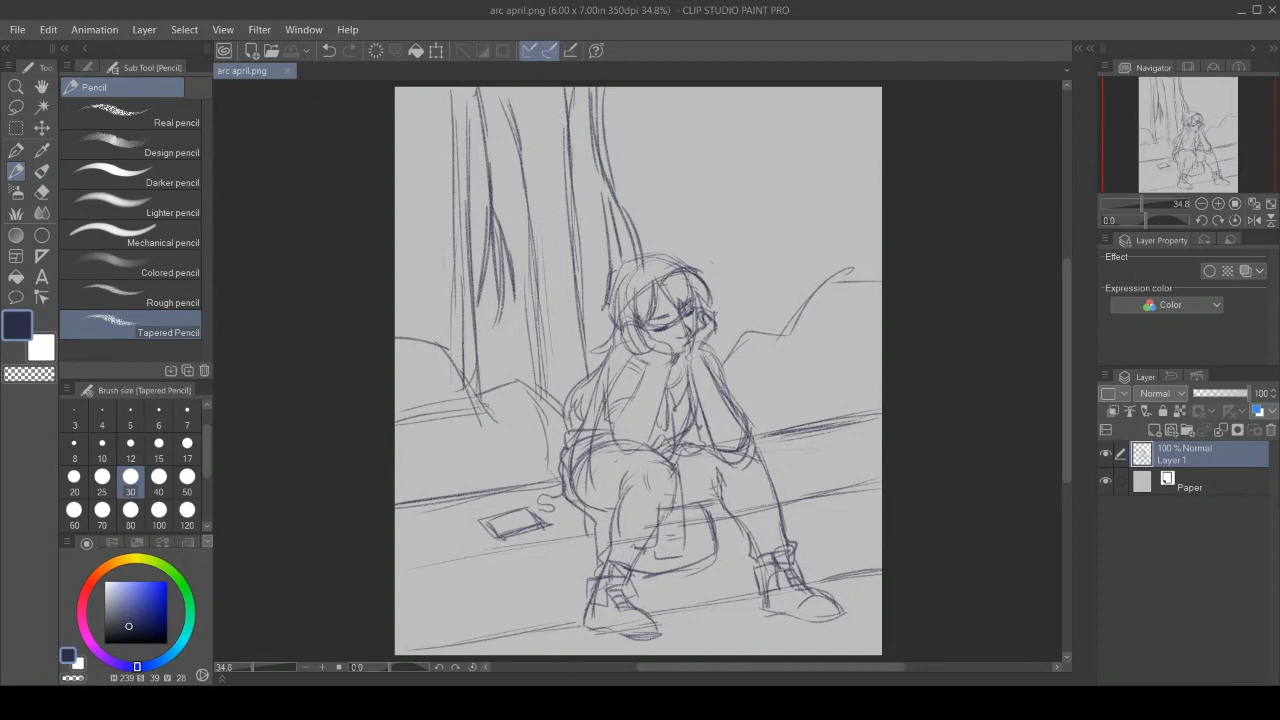 arc april.png (6.00 x 7.00in 350dpi 34.8%)  - CLIP STUDIO PAINT PRO
File Edit Animation Layer Select View Filter Window Help
Too Sub Tool [Pencil] arc april.png Navigator
Pencil
Real pencil
Design pencil
Darker pencil
Lighter pencil
Mechanical pencil
Colored pencil
Rough pencil
Tapered Pencil
Brush size [Tapered Pencil]
3 4 5 6 7
8 10 12 15 17
20 25 30 40 50
60 70 80 100 120
H 239 S 39 V 28
34.8 0.0
34.8
0.0
Layer Property
Effect
Expression color
Color
Layer
Normal 100
100 % Normal
Layer 1
Paper